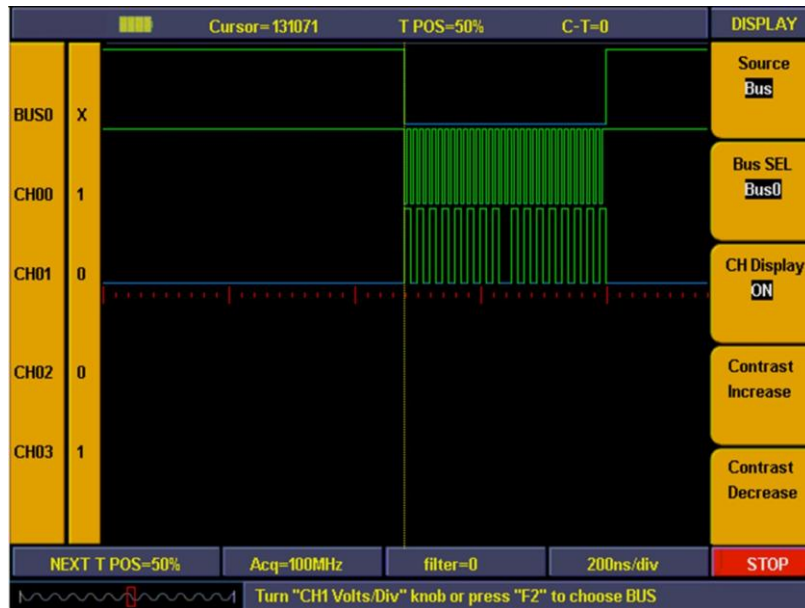 Cursor=131071 T POS=50% C-T=0 DISPLAY
Source
Bus
BUS0 X
Bus SEL
Bus0
CH00 1
CH Display
ON
CH01 0
CH02 0
Contrast
Increase
CH03 1
Contrast
Decrease
NEXT T POS=50% Acq=100MHz filter=0 200ns/div STOP
Turn "CH1 Volts/Div" knob or press "F2" to choose BUS